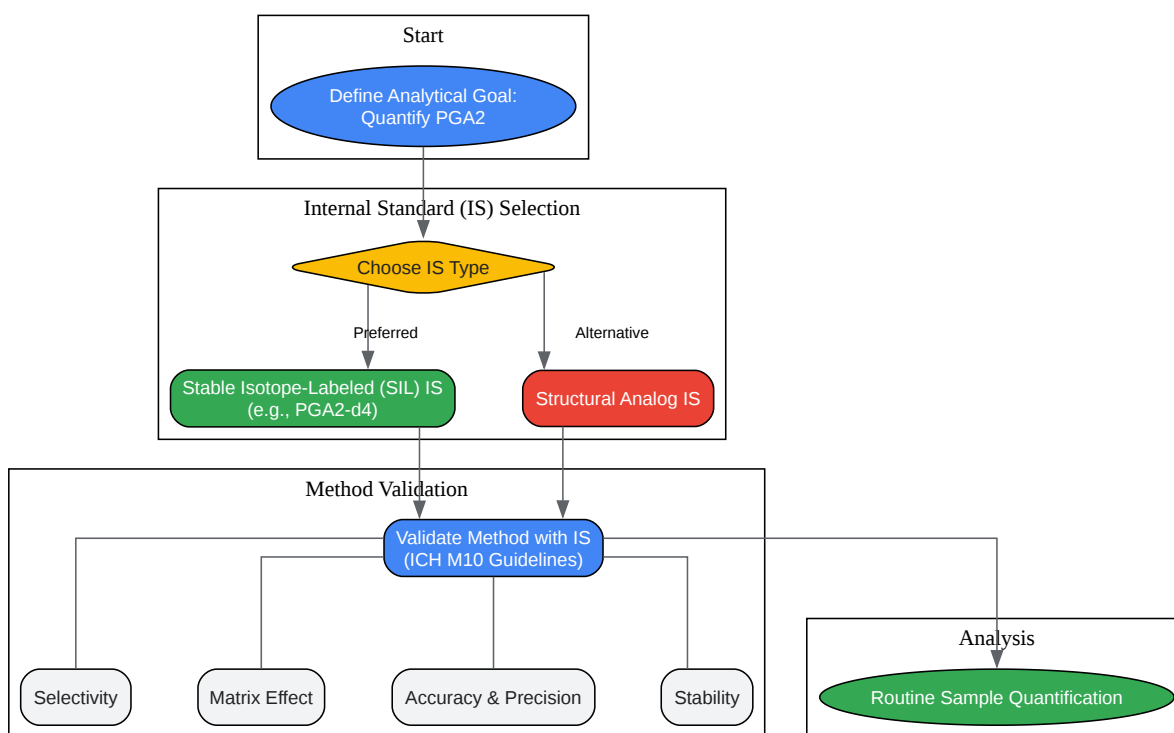 Start
Define Analytical Goal:
Quantify PGA2
Internal Standard (IS) Selection
Choose IS Type
Preferred
Alternative
Stable Isotope-Labeled (SIL) IS
(e.g., PGA2-d4)
Structural Analog IS
Method Validation
Validate Method with IS
(ICH M10 Guidelines)
Selectivity
Matrix Effect
Accuracy & Precision
Stability
Analysis
Routine Sample Quantification